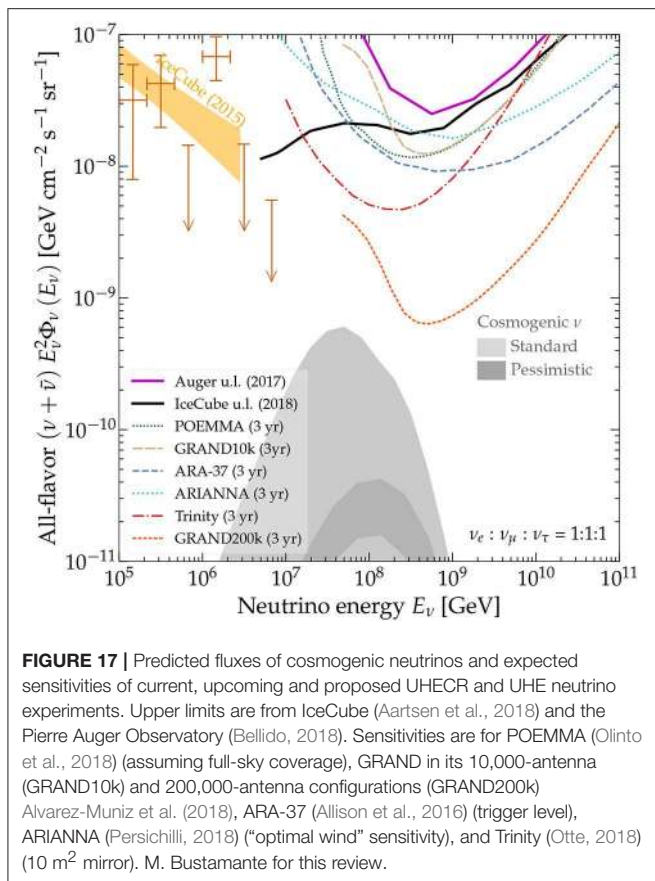 10⁻⁷
10⁻⁸
10⁻⁹
10⁻¹⁰
10⁻¹¹
All-flavor (ν + ν̄) E²ᵥΦᵥ (Eᵥ) [GeV cm⁻² s⁻¹ sr⁻¹]
IceCube (2015)
Cosmogenic ν
Standard
Pessimistic
Auger u.l. (2017)
IceCube u.l. (2018)
POEMMA (3 yr)
GRAND10k (3yr)
ARA-37 (3 yr)
ARIANNA (3 yr)
Trinity (3 yr)
GRAND200k (3 yr)
νₑ : ν_μ : ν_τ = 1:1:1
10⁵ 10⁶ 10⁷ 10⁸ 10⁹ 10¹⁰ 10¹¹
Neutrino energy Eᵥ [GeV]
FIGURE 17 | Predicted fluxes of cosmogenic neutrinos and expected
sensitivities of current, upcoming and proposed UHECR and UHE neutrino
experiments. Upper limits are from IceCube (Aartsen et al., 2018) and the
Pierre Auger Observatory (Bellido, 2018). Sensitivities are for POEMMA (Olinto
et al., 2018) (assuming full-sky coverage), GRAND in its 10,000-antenna
(GRAND10k) and 200,000-antenna configurations (GRAND200k)
Alvarez-Muniz et al. (2018), ARA-37 (Allison et al., 2016) (trigger level),
ARIANNA (Persichilli, 2018) (“optimal wind” sensitivity), and Trinity (Otte, 2018)
(10 m² mirror). M. Bustamante for this review.